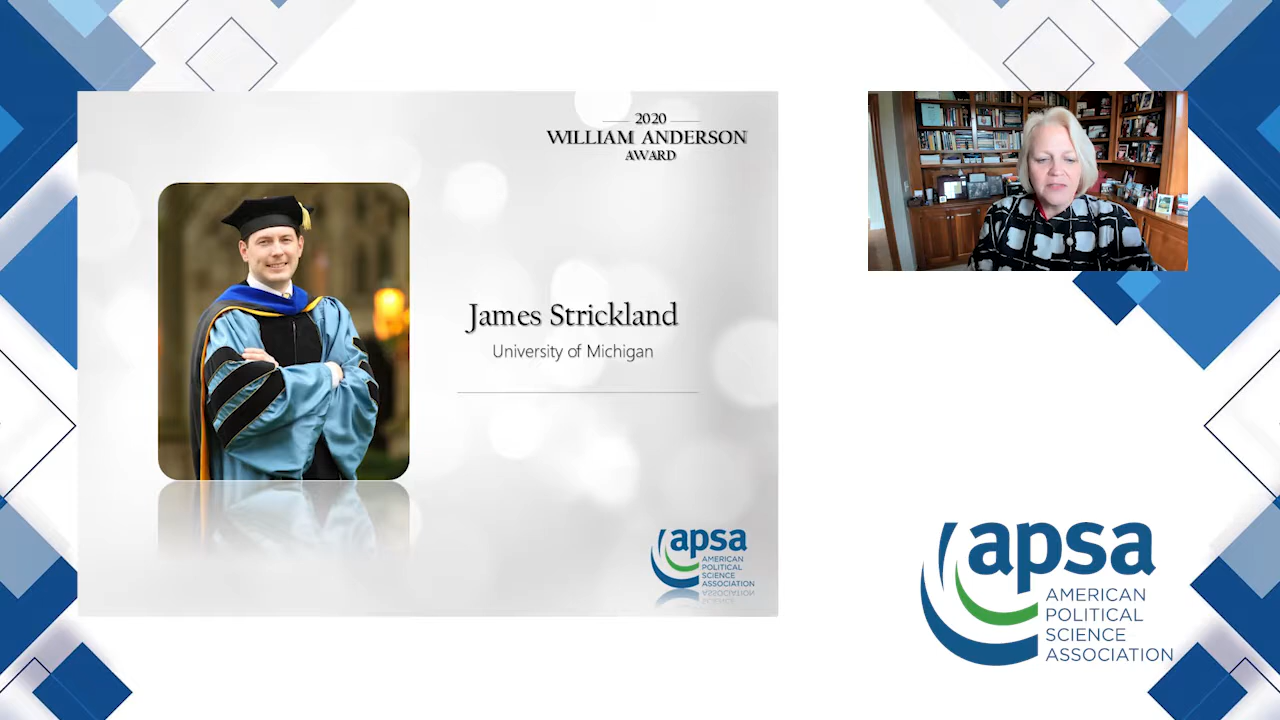 2020
WILLIAM ANDERSON
AWARD
James Strickland
University of Michigan
apsa
AMERICAN
POLITICAL
SCIENCE
ASSOCIATION
apsa
AMERICAN
POLITICAL
SCIENCE
ASSOCIATION